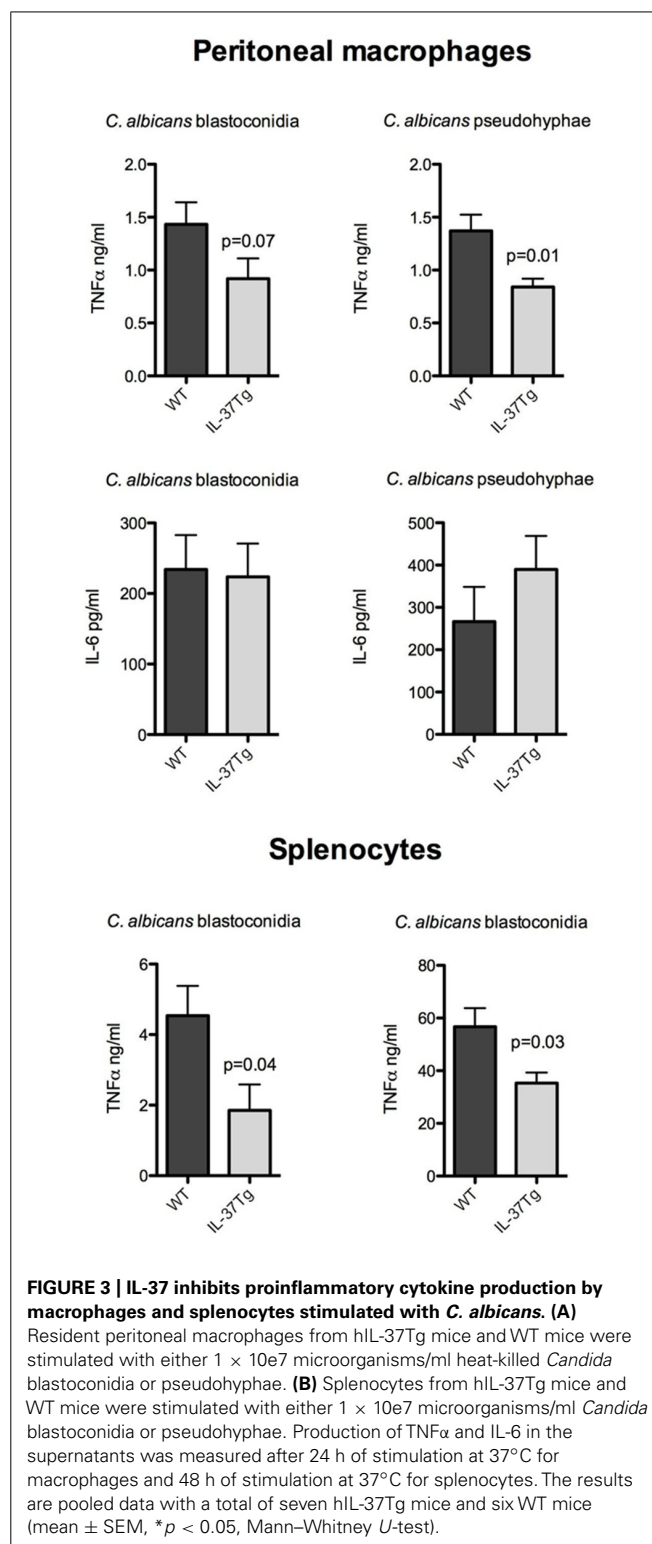 Peritoneal macrophages
C. albicans blastoconidia
2.0
1.5
1.0
0.5
0.0
TNFα ng/ml
p=0.07
WT
IL-37Tg
C. albicans pseudohyphae
2.0
1.5
1.0
0.5
0.0
TNFα ng/ml
p=0.01
WT
IL-37Tg
C. albicans blastoconidia
300
200
100
0
IL-6 pg/ml
WT
IL-37Tg
C. albicans pseudohyphae
500
400
300
200
100
0
IL-6 pg/ml
WT
IL-37Tg
Splenocytes
C. albicans blastoconidia
6
4
2
0
TNFα ng/ml
p=0.04
WT
IL-37Tg
C. albicans blastoconidia
80
60
40
20
0
TNFα ng/ml
p=0.03
WT
IL-37Tg
FIGURE 3 | IL-37 inhibits proinflammatory cytokine production by
macrophages and splenocytes stimulated with C. albicans. (A)
Resident peritoneal macrophages from hIL-37Tg mice and WT mice were
stimulated with either 1 × 10e7 microorganisms/ml heat-killed Candida
blastoconidia or pseudohyphae. (B) Splenocytes from hIL-37Tg mice and
WT mice were stimulated with either 1 × 10e7 microorganisms/ml Candida
blastoconidia or pseudohyphae. Production of TNFα and IL-6 in the
supernatants was measured after 24 h of stimulation at 37°C for
macrophages and 48 h of stimulation at 37°C for splenocytes. The results
are pooled data with a total of seven hIL-37Tg mice and six WT mice
(mean ± SEM, *p < 0.05, Mann–Whitney U-test).